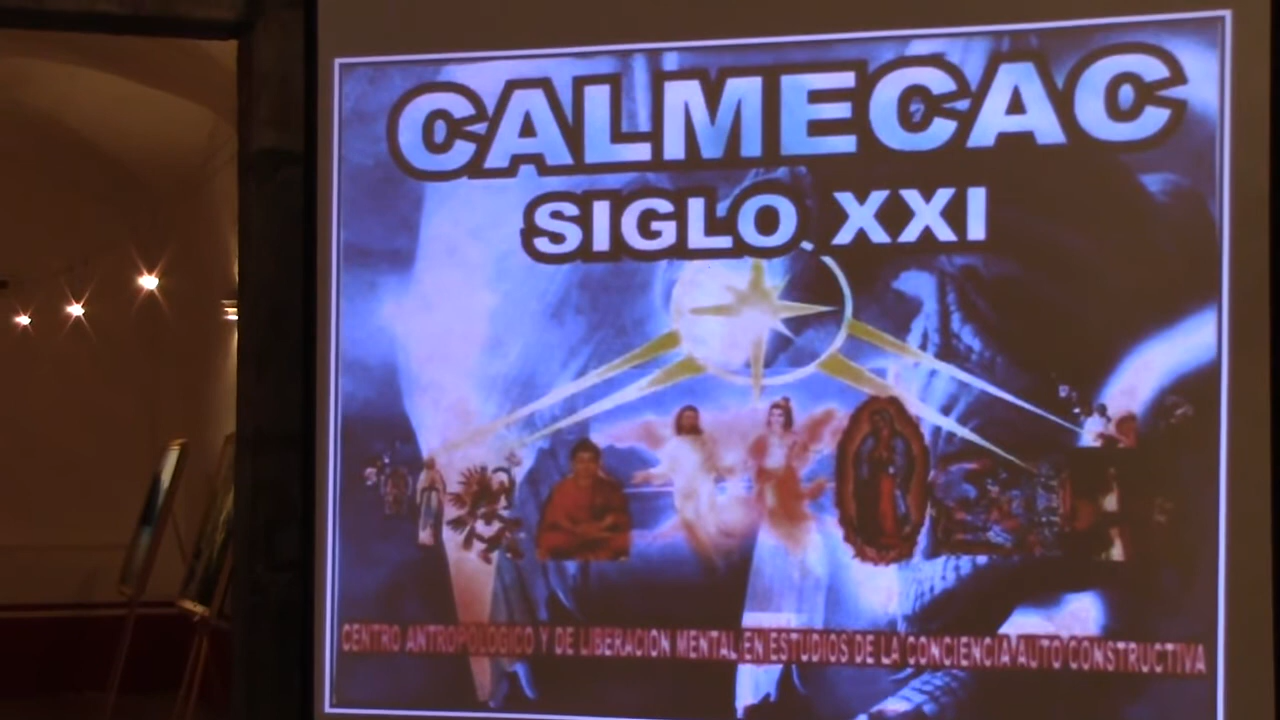 CALMECAC
SIGLO XXI
CENTRO ANTROPOLOGICO Y DE LIBERACION MENTAL EN ESTUDIOS DE LA CONCIENCIA AUTO CONSTRUCTIVA